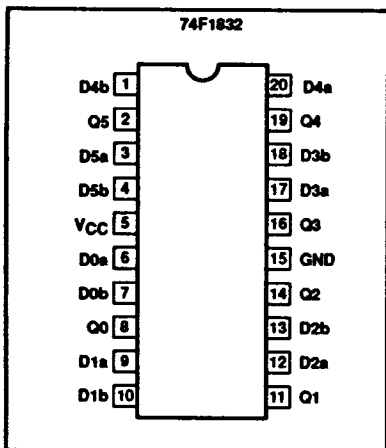 74F1832
D4b 1 20 D4a
Q5 2 19 Q4
D5a 3 18 D3b
D5b 4 17 D3a
VCC 5 16 Q3
D0a 6 15 GND
D0b 7 14 Q2
Q0 8 13 D2b
D1a 9 12 D2a
D1b 10 11 Q1